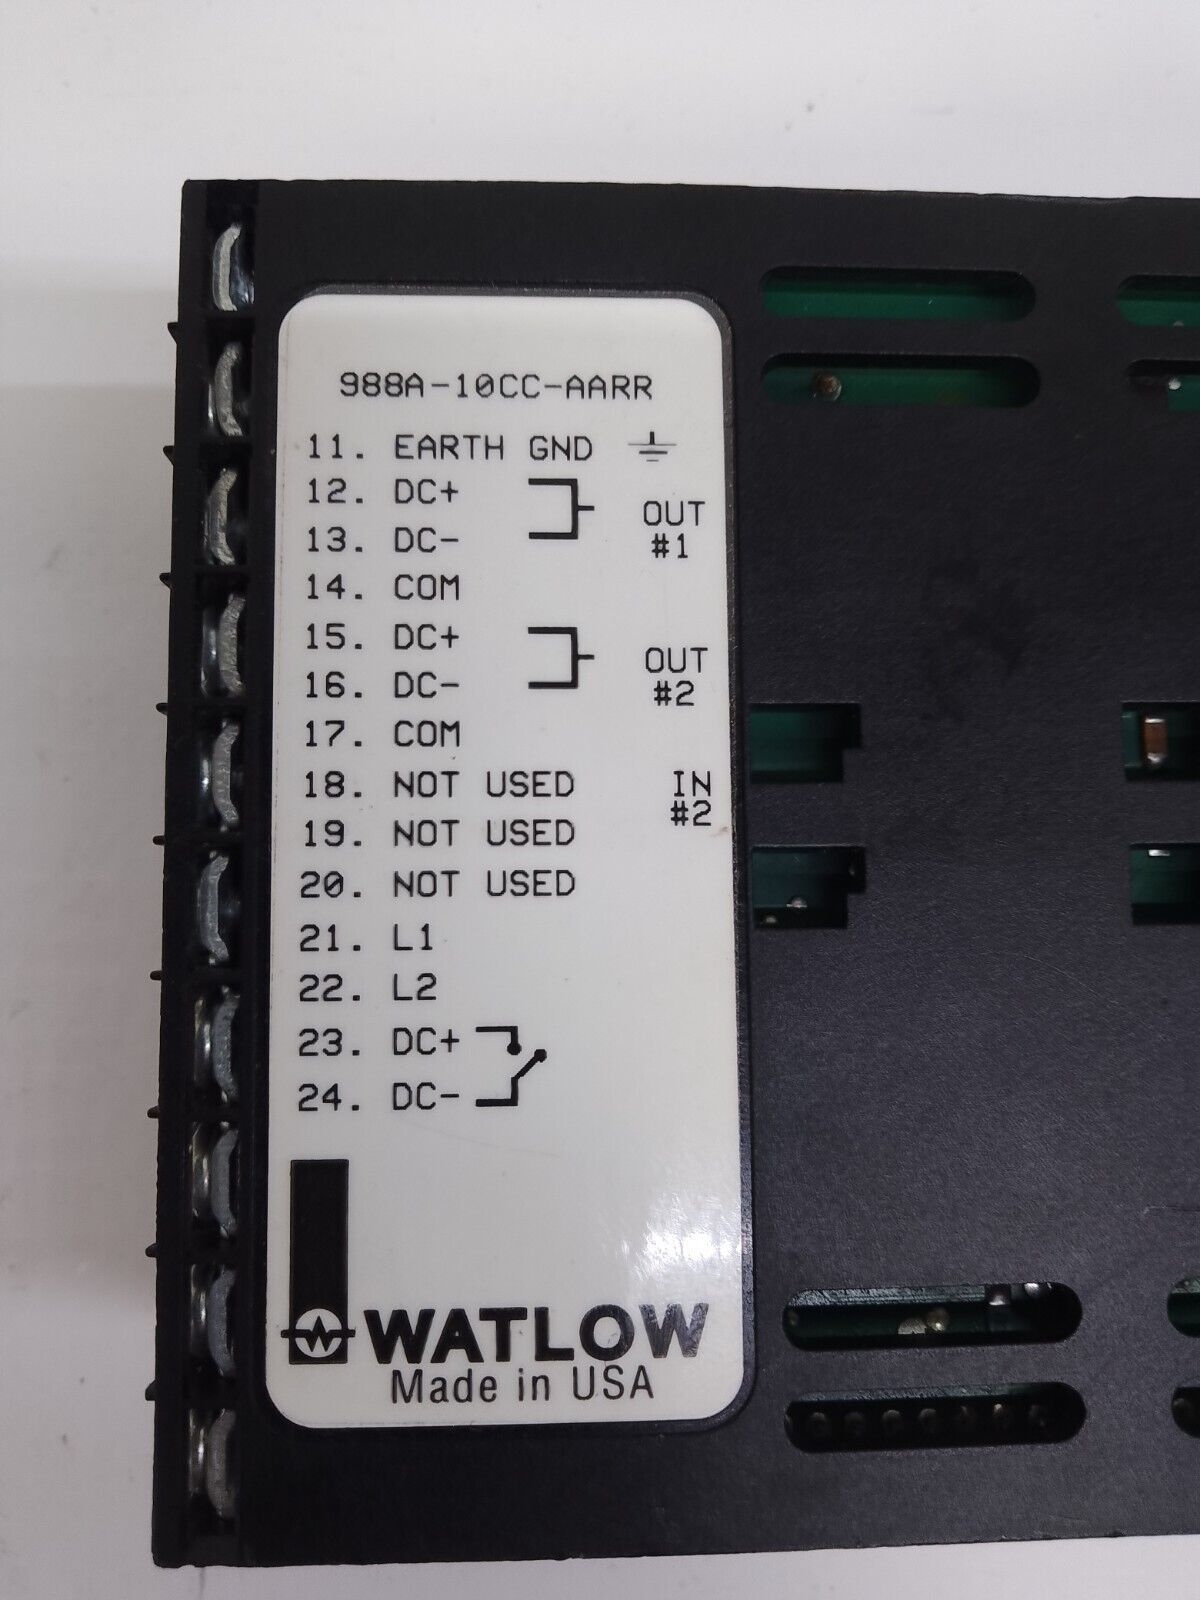 988A-10CC-AARR
11. EARTH GND
12. DC+
OUT #1
13. DC-
14. COM
15. DC+
OUT #2
16. DC-
17. COM
18. NOT USED IN #2
19. NOT USED
20. NOT USED
21. L1
22. L2
23. DC+
24. DC-
WATLOW
Made in USA